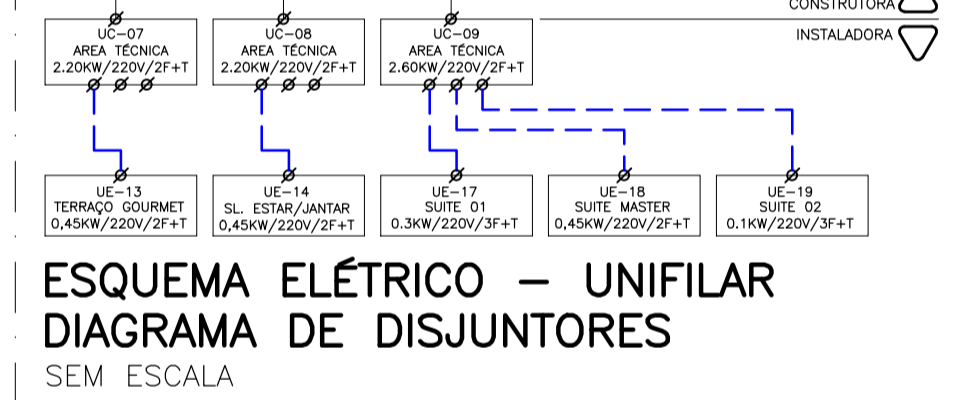 CONSTRUTORA
INSTALADORA
UC-07
AREA TÉCNICA
2.20KW/220V/2F+T
UC-08
AREA TÉCNICA
2.20KW/220V/2F+T
UC-09
AREA TÉCNICA
2.60KW/220V/2F+T
UE-13
TERRAÇO GOURMET
0,45KW/220V/2F+T
UE-14
SL. ESTAR/JANTAR
0,45KW/220V/2F+T
UE-17
SUITE 01
0.3KW/220V/3F+T
UE-18
SUITE MASTER
0,45KW/220V/2F+T
UE-19
SUITE 02
0.1KW/220V/3F+T
ESQUEMA ELÉTRICO – UNIFILAR
DIAGRAMA DE DISJUNTORES
SEM ESCALA